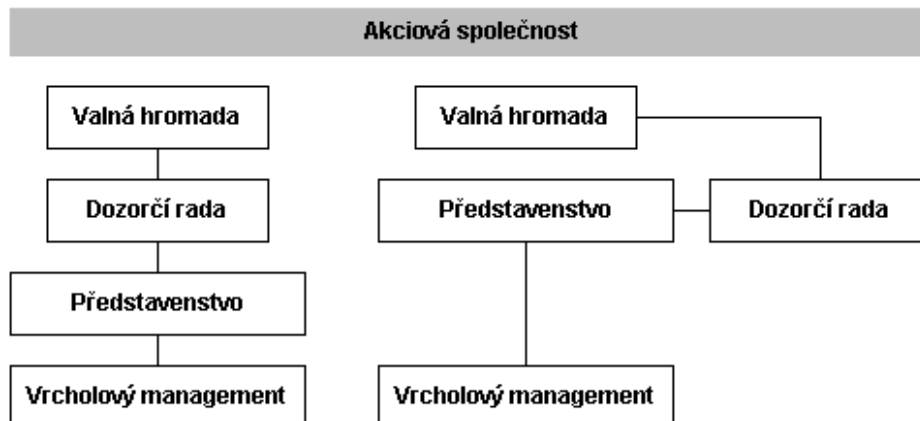 Akciová společnost
Valná hromada
Valná hromada
Dozorčí rada
Představenstvo
Dozorčí rada
Představenstvo
Vrcholový management
Vrcholový management